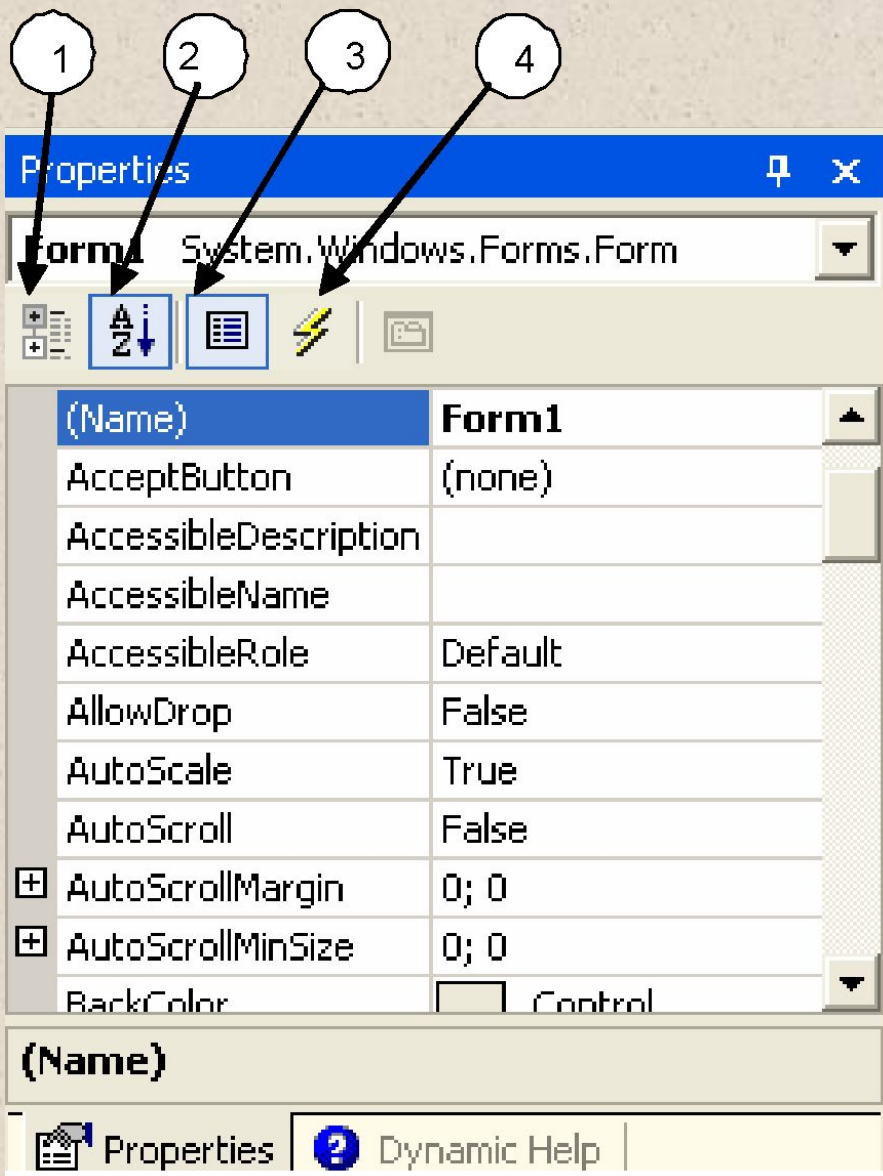 1 2 3 4
Properties
Form1 System.Windows.Forms.Form
A
Z
(Name) Form1
AcceptButton (none)
AccessibleDescription
AccessibleName
AccessibleRole Default
AllowDrop False
AutoScale True
AutoScroll False
AutoScrollMargin 0; 0
AutoScrollMinSize 0; 0
BackColor Control
(Name)
Properties ? Dynamic Help